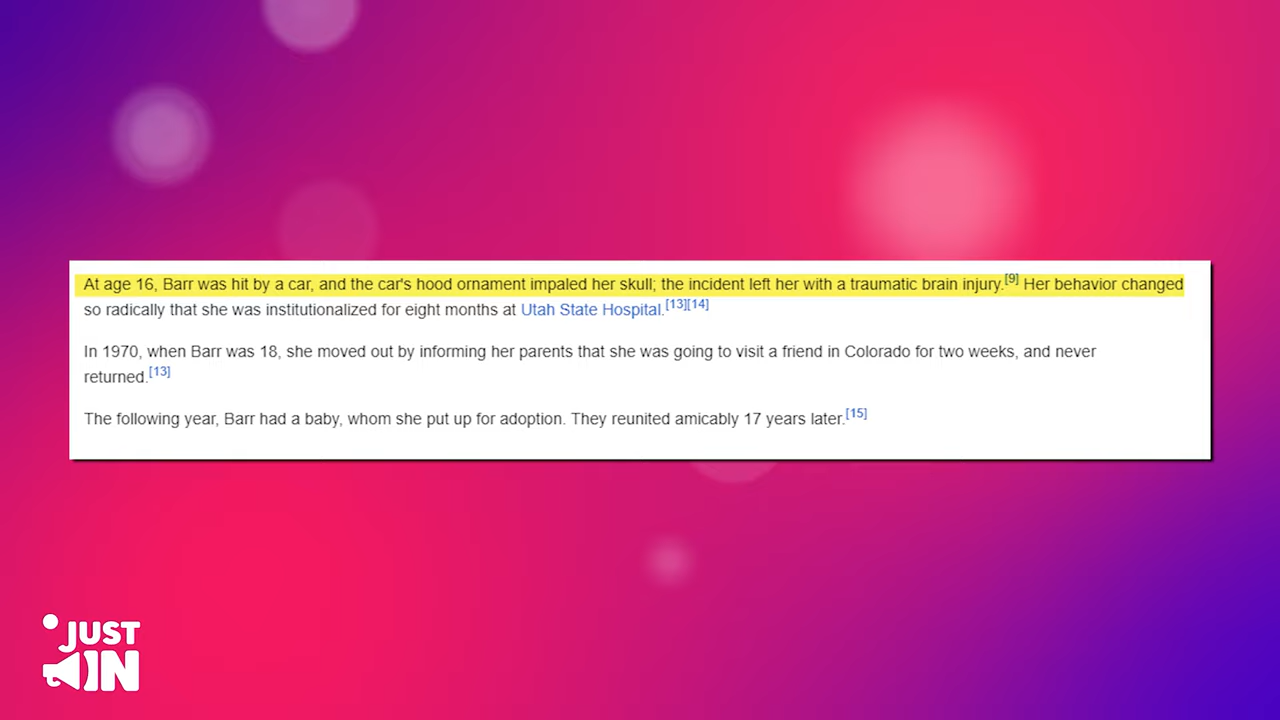 At age 16, Barr was hit by a car, and the car's hood ornament impaled her skull; the incident left her with a traumatic brain injury.[9] Her behavior changed
so radically that she was institutionalized for eight months at Utah State Hospital.[13][14]
In 1970, when Barr was 18, she moved out by informing her parents that she was going to visit a friend in Colorado for two weeks, and never
returned.[13]
The following year, Barr had a baby, whom she put up for adoption. They reunited amicably 17 years later.[15]
JUST
IN